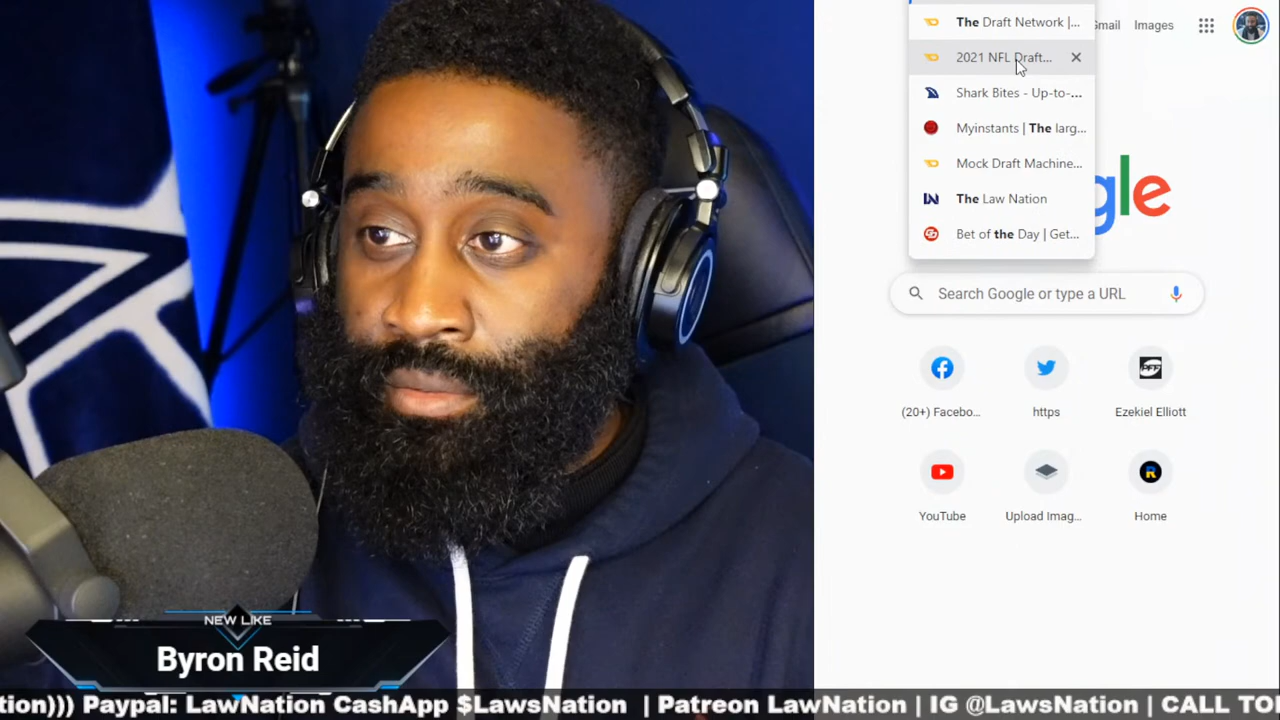 The Draft Network |...
Gmail
Images
2021 NFL Draft...
Shark Bites - Up-to-...
Myinstants | The larg...
Mock Draft Machine...
The Law Nation
Bet of the Day | Get...
gle
Search Google or type a URL
(20+) Facebo...
https
Ezekiel Elliott
YouTube
Upload Imag...
Home
NEW LIKE
Byron Reid
tion))) Paypal: LawNation CashApp $LawsNation | Patreon LawNation | IG @LawsNation | CALL TOL